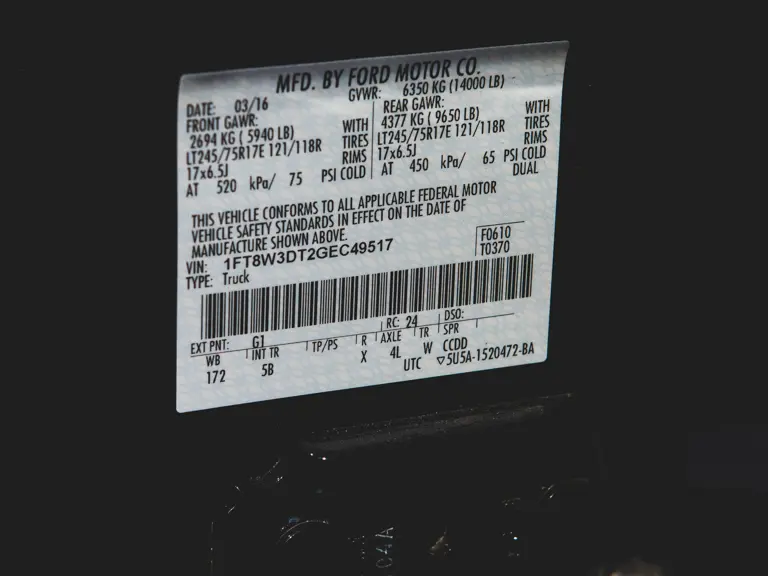 MFD. BY FORD MOTOR CO.
DATE: 03/16 GVWR: 6350 KG (14000 LB)
FRONT GAWR: REAR GAWR:
2694 KG ( 5940 LB) WITH 4377 KG ( 9650 LB) WITH
LT245/75R17E 121/118R TIRES LT245/75R17E 121/118R TIRES
17x6.5J RIMS 17x6.5J RIMS
AT 520 kPa/ 75 PSI COLD AT 450 kPa/ 65 PSI COLD
DUAL
THIS VEHICLE CONFORMS TO ALL APPLICABLE FEDERAL MOTOR
VEHICLE SAFETY STANDARDS IN EFFECT ON THE DATE OF
MANUFACTURE SHOWN ABOVE.
VIN: 1FT8W3DT2GEC49517 F0610
TYPE: Truck T0370
EXT PNT: G1 RC: 24 DSO:
WB INT TR TP/PS R AXLE TR SPR
172 5B X 4L W CCDD
UTC ▽5U5A-1520472-BA
C4A